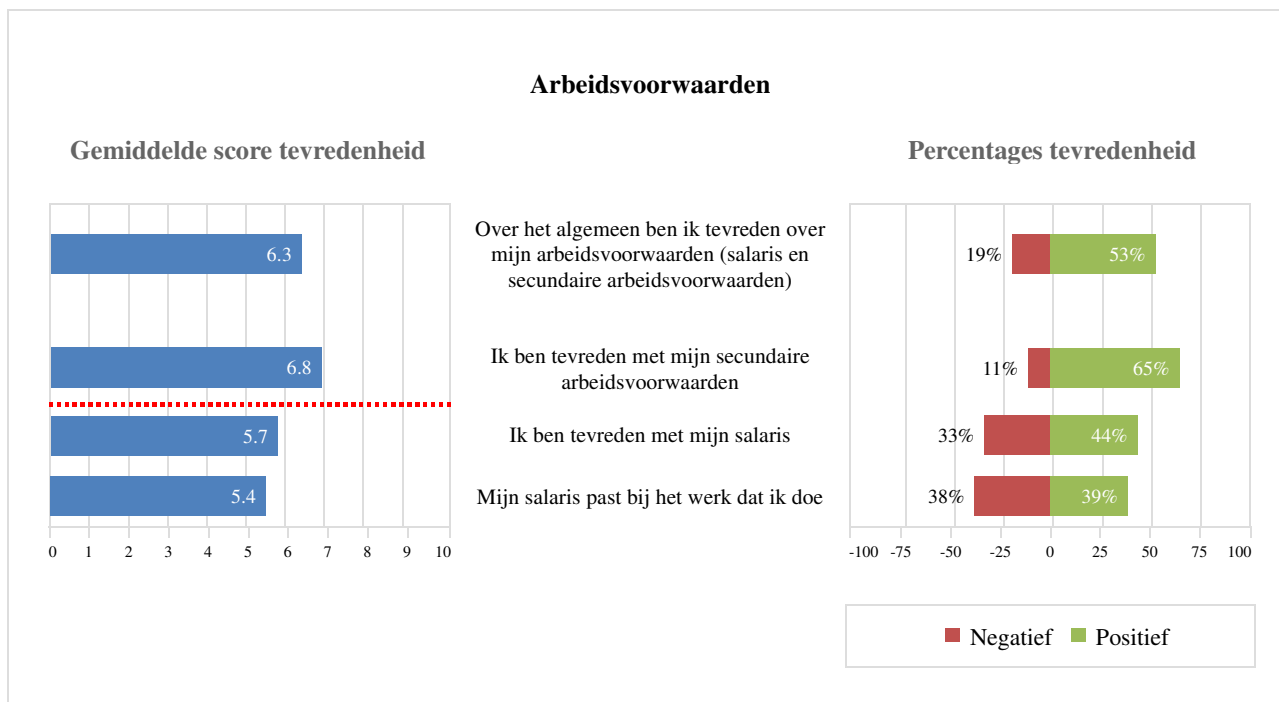 Arbeidsvoorwaarden
Gemiddelde score tevredenheid
Percentages tevredenheid
6.3
Over het algemeen ben ik tevreden over
mijn arbeidsvoorwaarden (salaris en
secundaire arbeidsvoorwaarden)
19%
53%
6.8
Ik ben tevreden met mijn secundaire
arbeidsvoorwaarden
11%
65%
5.7
Ik ben tevreden met mijn salaris
33%
44%
5.4
Mijn salaris past bij het werk dat ik doe
38%
39%
0 1 2 3 4 5 6 7 8 9 10
-100 -75 -50 -25 0 25 50 75 100
Negatief Positief